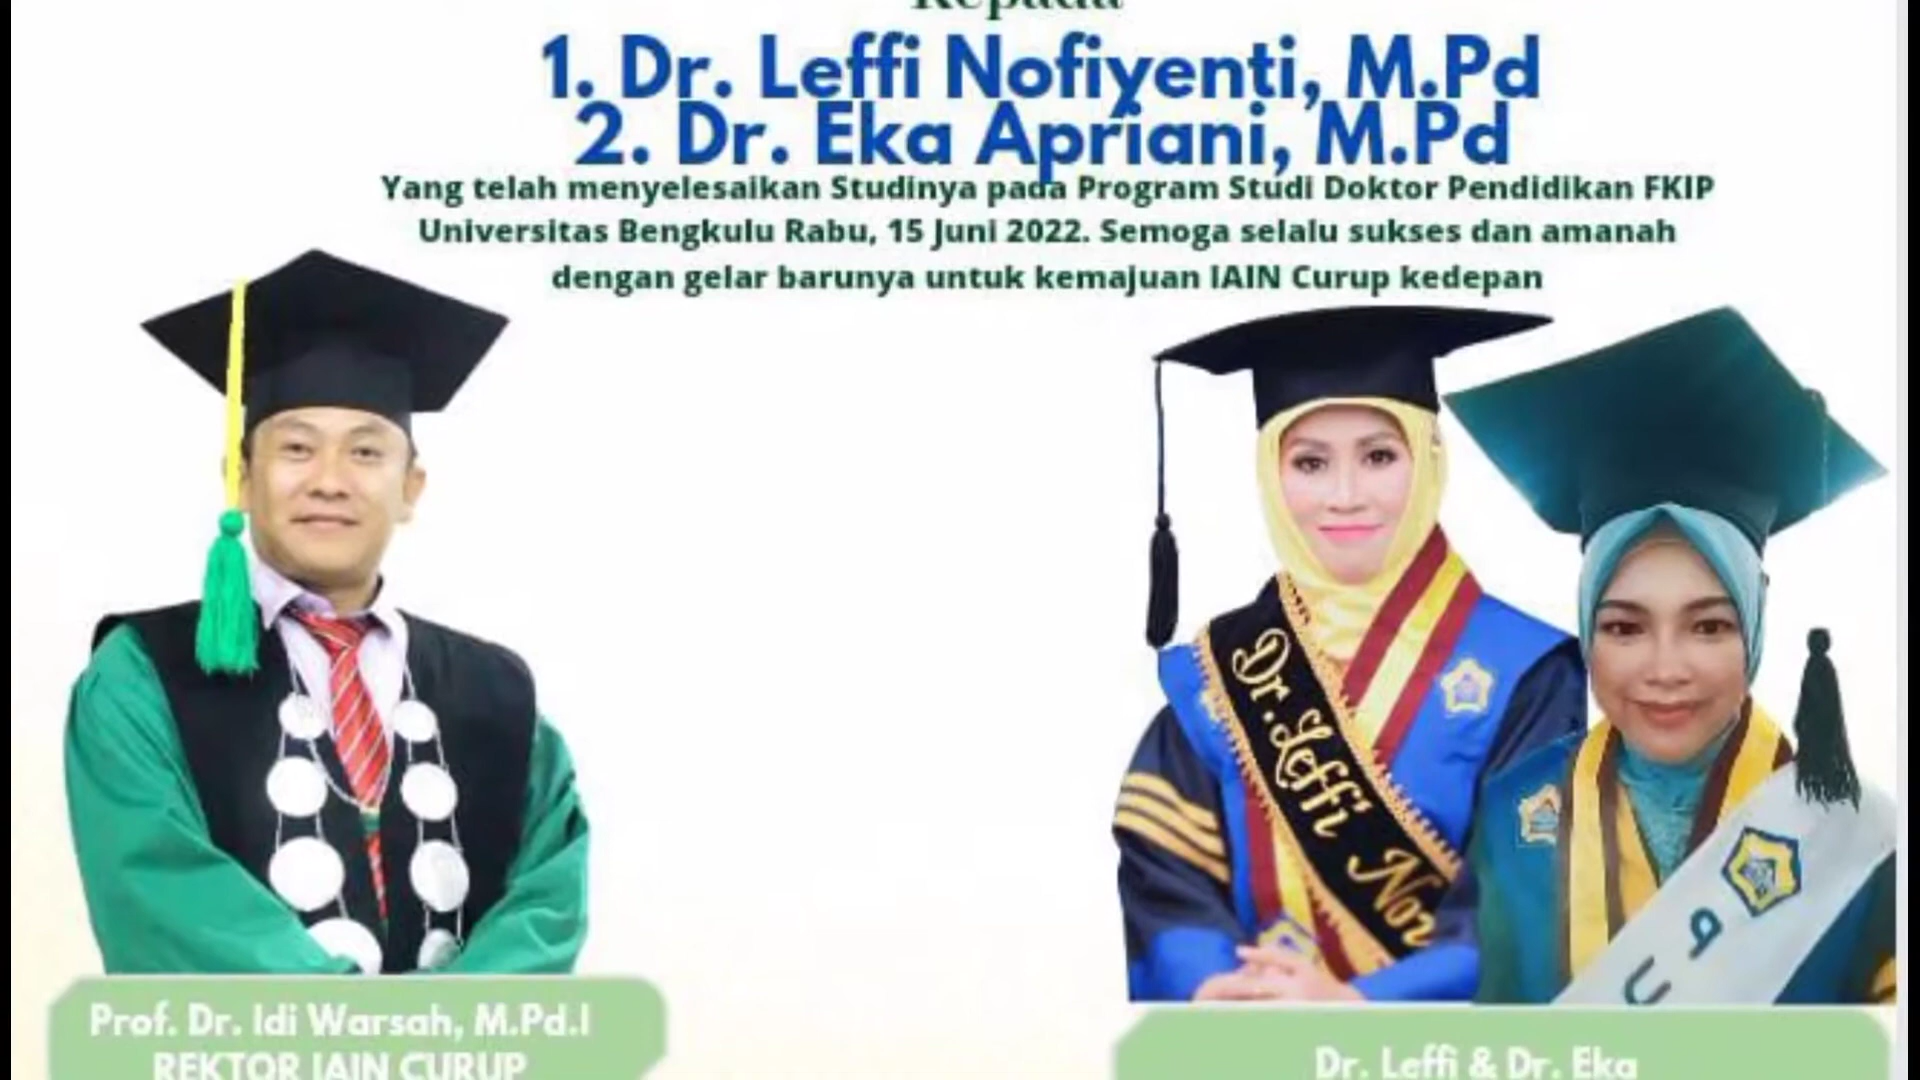 Kepada
1. Dr. Leffi Nofiyenti, M.Pd
2. Dr. Eka Apriani, M.Pd
Yang telah menyelesaikan Studinya pada Program Studi Doktor Pendidikan FKIP
Universitas Bengkulu Rabu, 15 Juni 2022. Semoga selalu sukses dan amanah
dengan gelar barunya untuk kemajuan IAIN Curup kedepan
Dr. Leffi Nov
Prof. Dr. Idi Warsah, M.Pd.I
REKTOR IAIN CURUP
Dr. Leffi & Dr. Eka